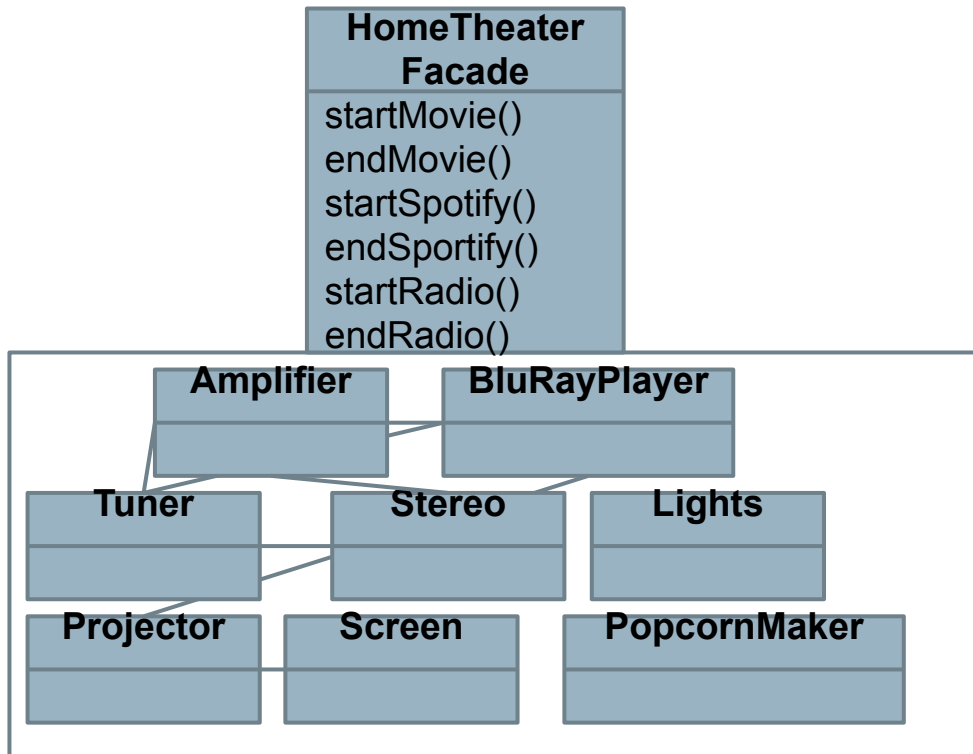 HomeTheater
Facade
startMovie()
endMovie()
startSpotify()
endSportify()
startRadio()
endRadio()
Amplifier
BluRayPlayer
Tuner
Stereo
Lights
Projector
Screen
PopcornMaker